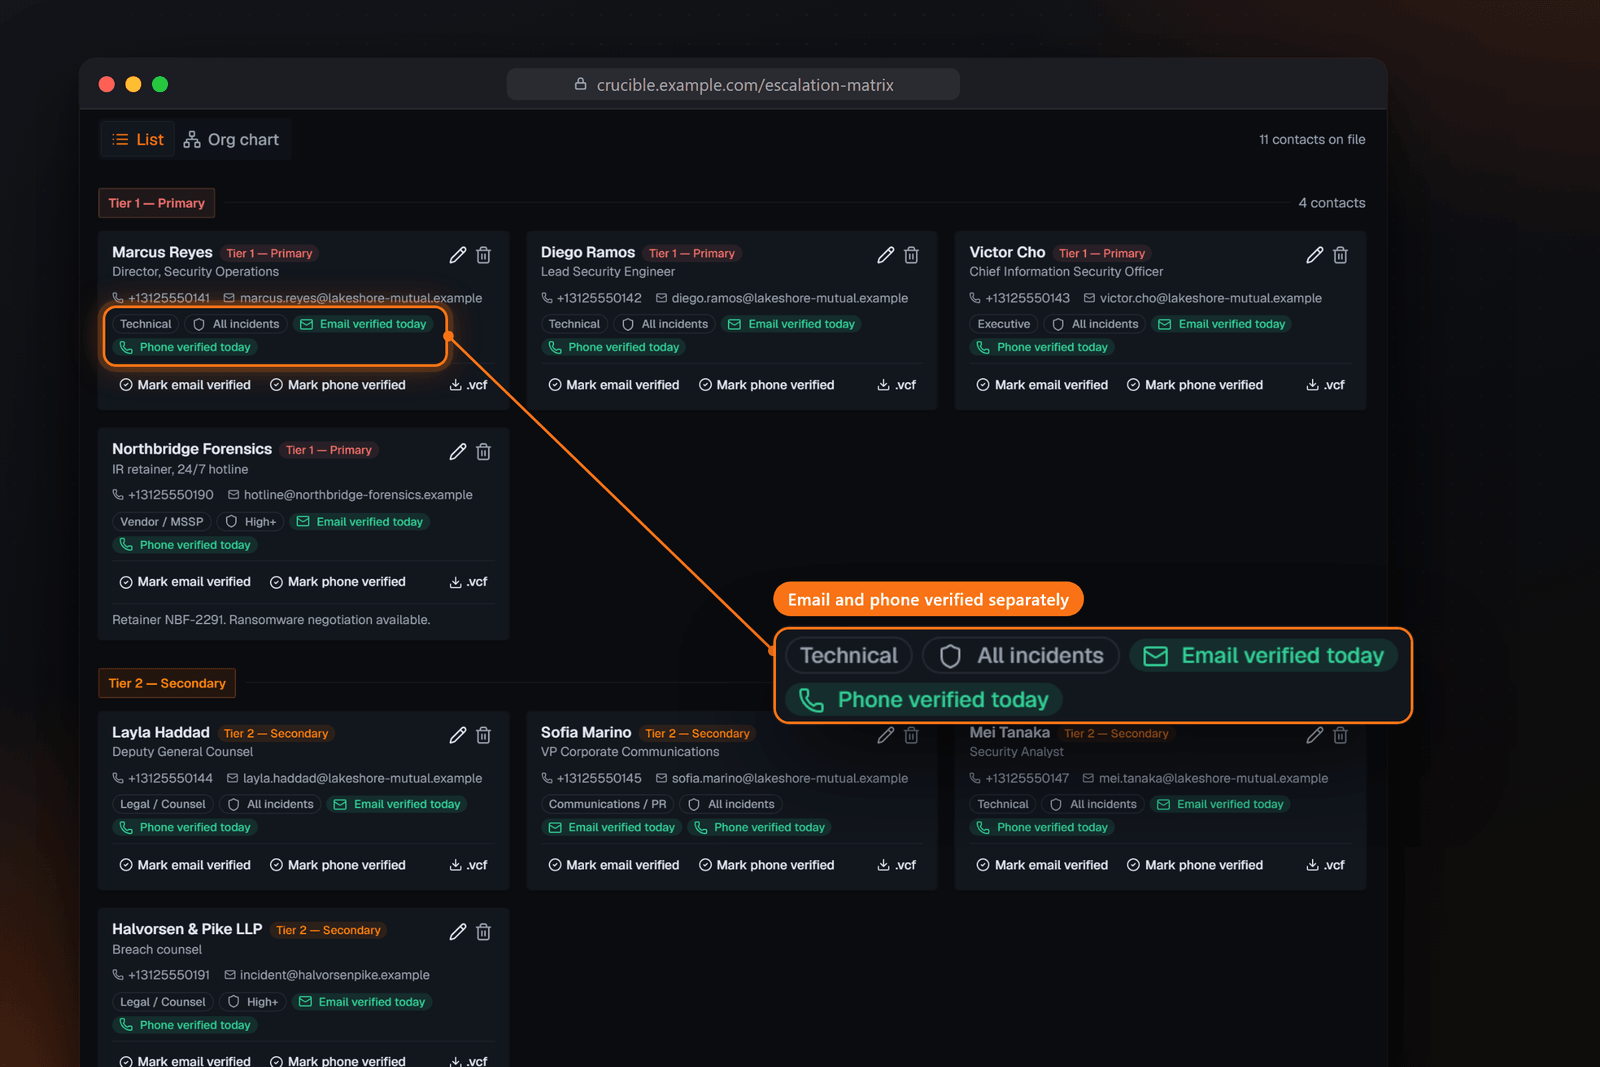 crucible.example.com/escalation-matrix
List
Org chart
11 contacts on file
Tier 1 — Primary
4 contacts
Marcus Reyes Tier 1 — Primary
Director, Security Operations
+13125550141 marcus.reyes@lakeshore-mutual.example
Technical All incidents Email verified today
Phone verified today
Mark email verified Mark phone verified .vcf
Diego Ramos Tier 1 — Primary
Lead Security Engineer
+13125550142 diego.ramos@lakeshore-mutual.example
Technical All incidents Email verified today
Phone verified today
Mark email verified Mark phone verified .vcf
Victor Cho Tier 1 — Primary
Chief Information Security Officer
+13125550143 victor.cho@lakeshore-mutual.example
Executive All incidents Email verified today
Phone verified today
Mark email verified Mark phone verified .vcf
Northbridge Forensics Tier 1 — Primary
IR retainer, 24/7 hotline
+13125550190 hotline@northbridge-forensics.example
Vendor / MSSP High+ Email verified today
Phone verified today
Mark email verified Mark phone verified .vcf
Retainer NBF-2291. Ransomware negotiation available.
Email and phone verified separately
Technical All incidents Email verified today
Phone verified today
Tier 2 — Secondary
Layla Haddad Tier 2 — Secondary
Deputy General Counsel
+13125550144 layla.haddad@lakeshore-mutual.example
Legal / Counsel All incidents Email verified today
Phone verified today
Mark email verified Mark phone verified .vcf
Sofia Marino Tier 2 — Secondary
VP Corporate Communications
+13125550145 sofia.marino@lakeshore-mutual.example
Communications / PR All incidents
Email verified today Phone verified today
Mark email verified Mark phone verified .vcf
Mei Tanaka Tier 2 — Secondary
Security Analyst
+13125550147 mei.tanaka@lakeshore-mutual.example
Technical All incidents Email verified today
Phone verified today
Mark email verified Mark phone verified .vcf
Halvorsen & Pike LLP Tier 2 — Secondary
Breach counsel
+13125550191 incident@halvorsenpike.example
Legal / Counsel High+ Email verified today
Phone verified today
Mark email verified Mark phone verified .vcf